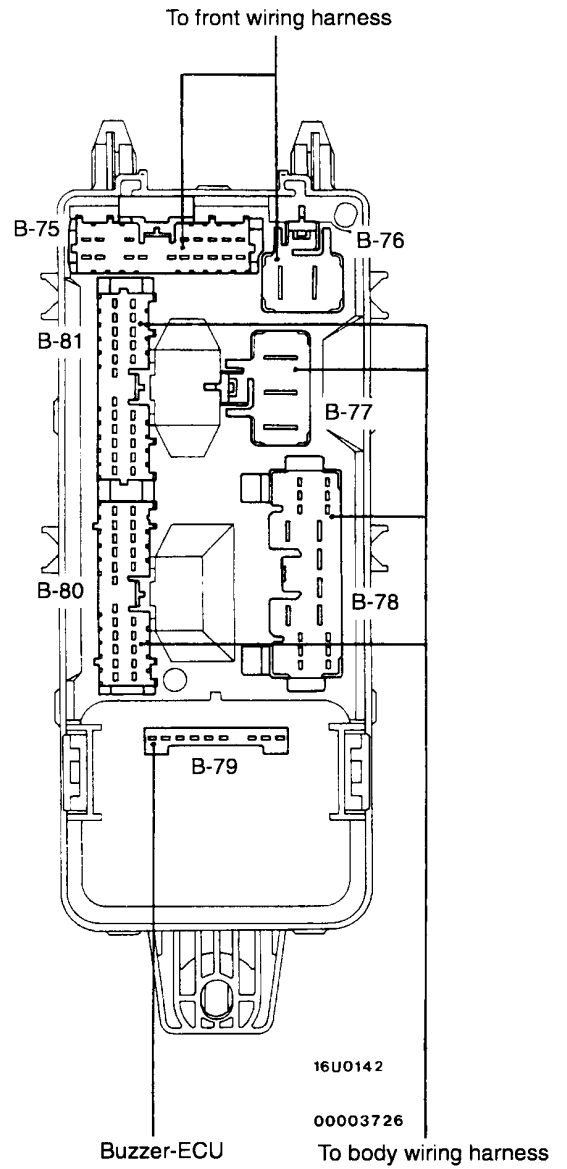 To front wiring harness
B-75
B-76
B-81
B-77
B-80
B-78
B-79
16U0142
00003726
Buzzer-ECU
To body wiring harness